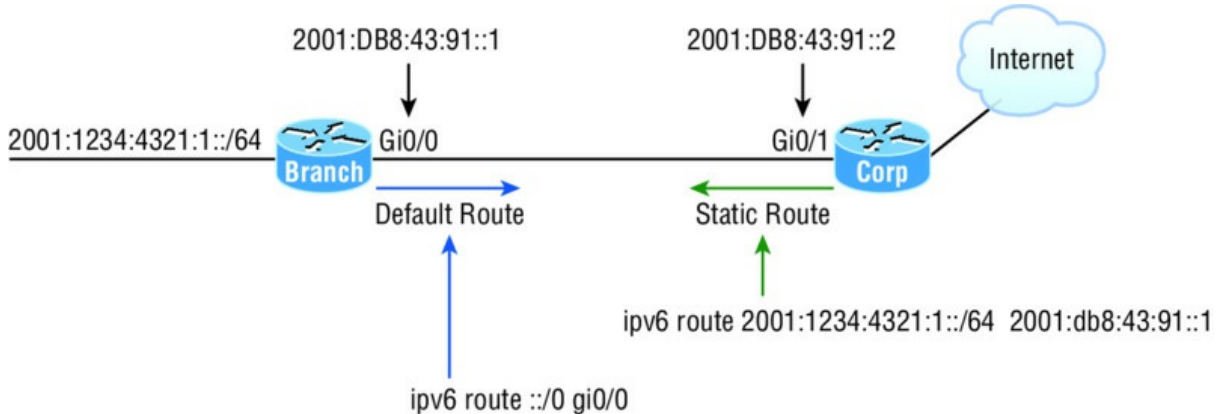 2001:DB8:43:91::1
2001:DB8:43:91::2
Internet
2001:1234:4321:1::/64
Gi0/0
Gi0/1
Branch
Corp
Default Route
Static Route
ipv6 route 2001:1234:4321:1::/64 2001:db8:43:91::1
ipv6 route ::/0 gi0/0